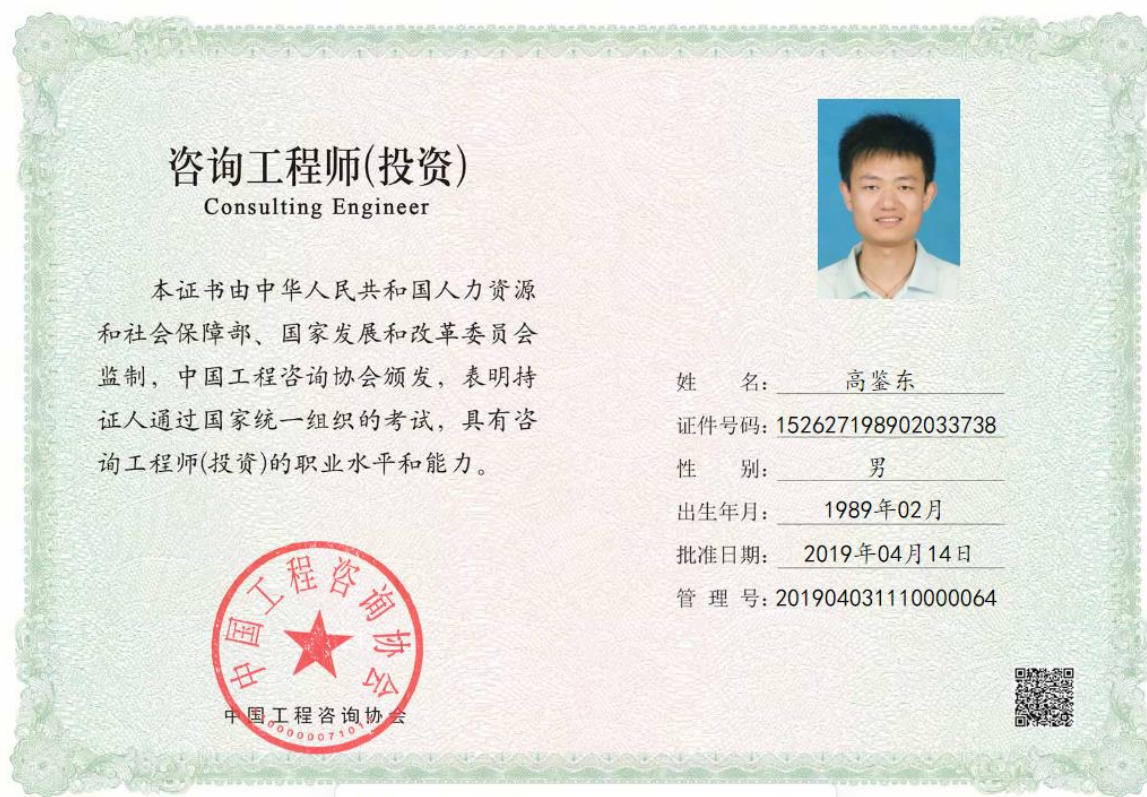 咨询工程师(投资)
Consulting Engineer
本证书由中华人民共和国人力资源
和社会保障部、国家发展和改革委员会
监制，中国工程咨询协会颁发，表明持
证人通过国家统一组织的考试，具有咨
询工程师(投资)的职业水平和能力。
中国工程咨询协会
中国工程咨询协会
姓 名： 高鉴东
证件号码：152627198902033738
性 别： 男
出生年月： 1989年02月
批准日期： 2019年04月14日
管 理 号：201904031110000064